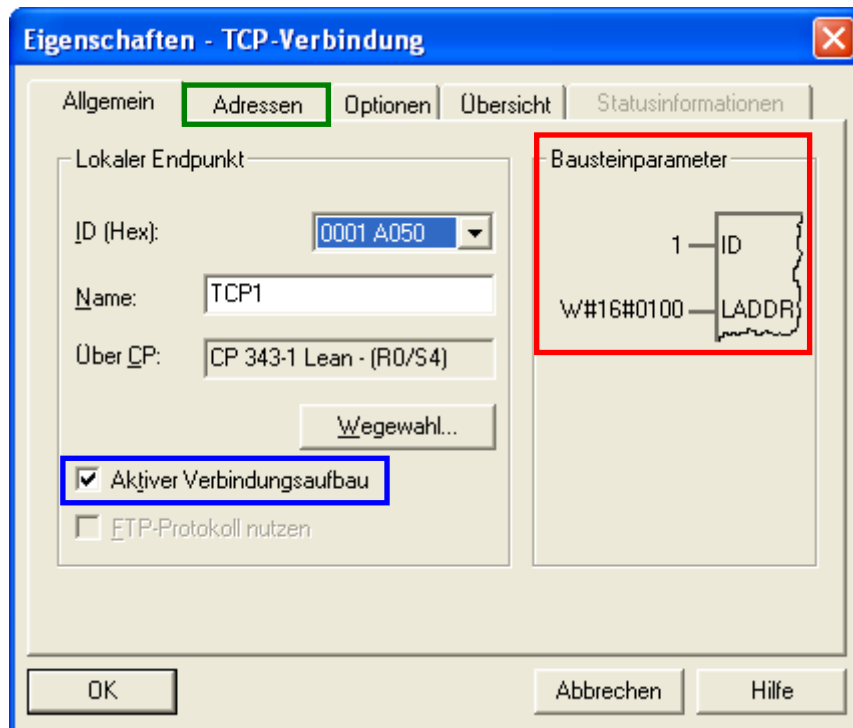 Eigenschaften - TCP-Verbindung
Allgemein Adressen Optionen Übersicht Statusinformationen
Lokaler Endpunkt
ID (Hex): 0001 A050
Name: TCP1
Über CP: CP 343-1 Lean - (R0/S4)
Wegewahl...
Aktiver Verbindungsaufbau
FTP-Protokoll nutzen
Bausteinparameter
1 ID
W#16#0100 LADDR
OK Abbrechen Hilfe